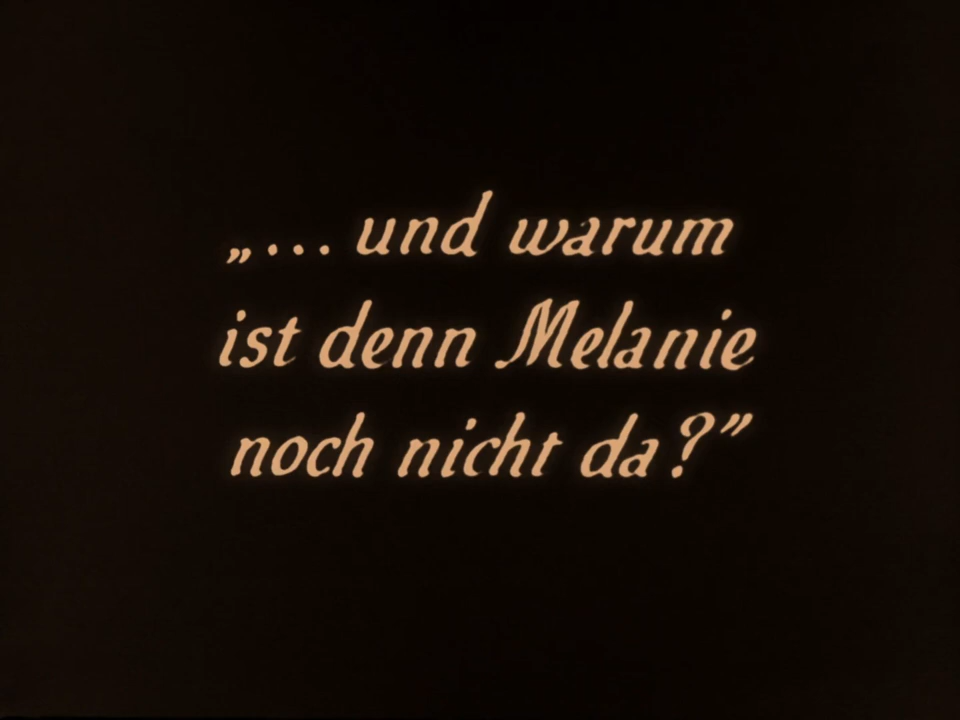 „... und warum
ist denn Melanie
noch nicht da?”